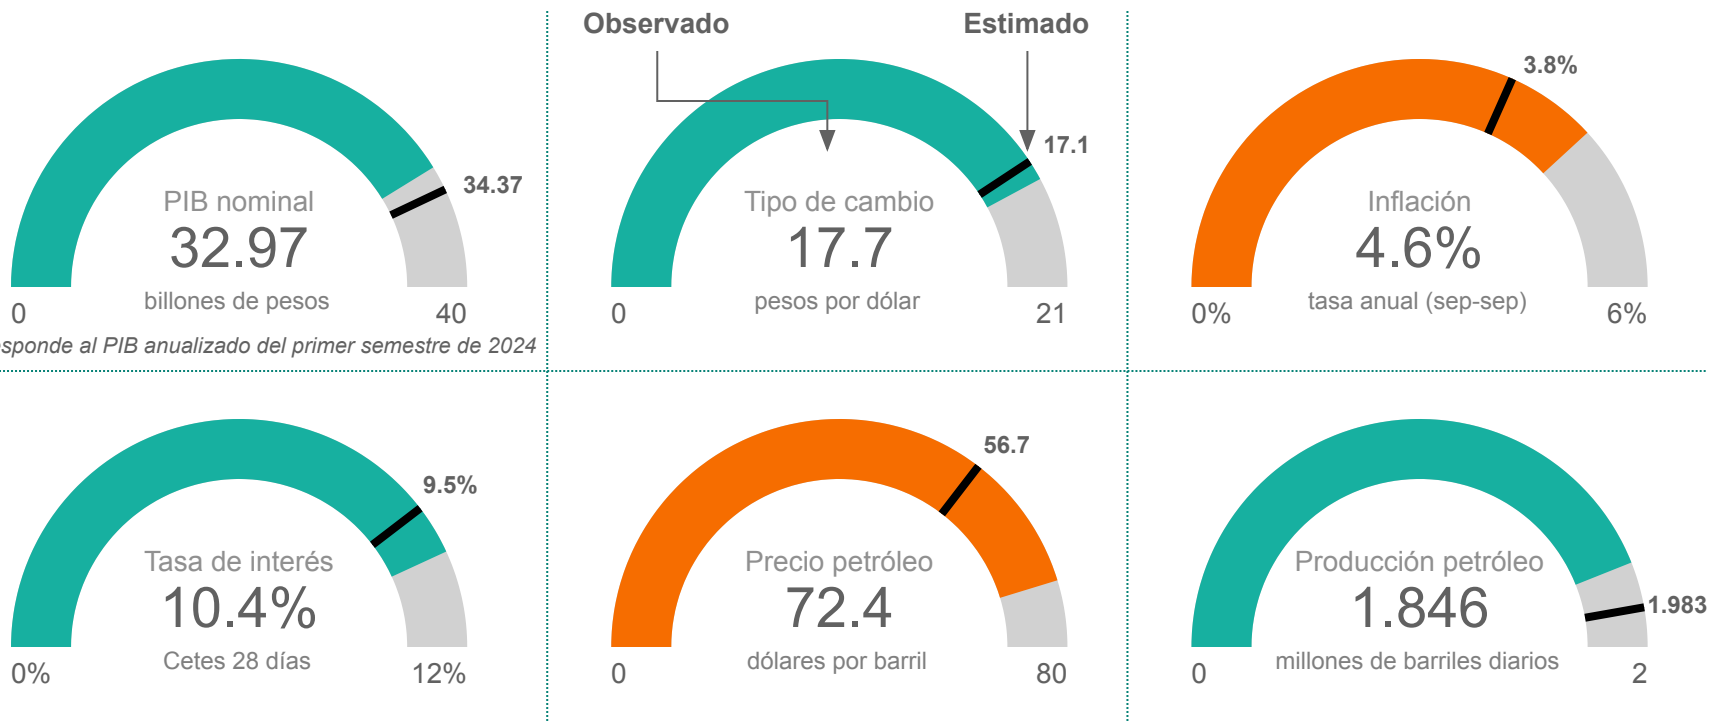 Observado
Estimado
34.37
PIB nominal
32.97
billones de pesos
0
40
al PIB anualizado del primer semestre de 2024
17.1
Tipo de cambio
17.7
pesos por dólar
0
21
3.8%
Inflación
4.6%
tasa anual (sep-sep)
0%
6%
9.5%
Tasa de interés
10.4%
Cetes 28 días
0%
12%
56.7
Precio petróleo
72.4
dólares por barril
0
80
1.983
Producción petróleo
1.846
millones de barriles diarios
0
2